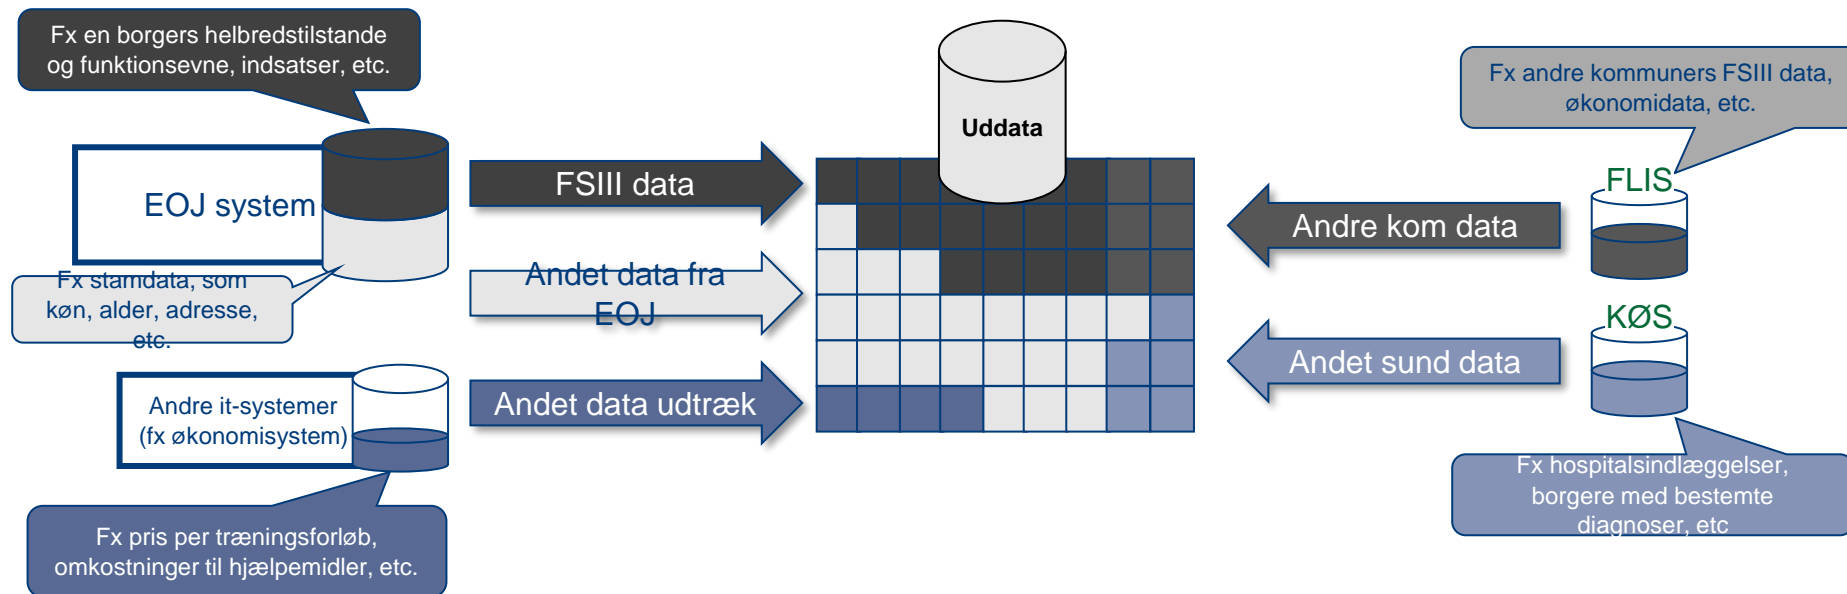 Fx en borgers helbredstilstande
og funktionsevne, indsatser, etc.
EOJ system
Fx stamdata, som
køn, alder, adresse,
etc.
Andre it-systemer
(fx økonomisystem)
Fx pris per træningsforløb,
omkostninger til hjælpemidler, etc.
FSIII data
Andet data fra
EOJ
Andet data udtræk
Uddata
Andre kom data
Andet sund data
Fx andre kommuners FSIII data,
økonomidata, etc.
FLIS
KØS
Fx hospitalsindlæggelser,
borgere med bestemte
diagnoser, etc